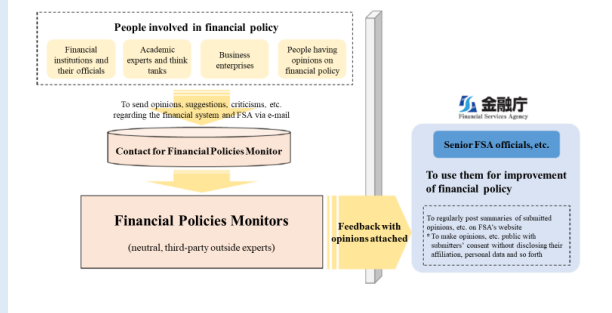 People involved in financial policy
Financial
institutions and
their officials
Academic
experts and think
tanks
Business
enterprises
People having
opinions on
financial policy
To send opinions, suggestions, criticisms, etc.
regarding the financial system and FSA via e-mail
Contact for Financial Policies Monitor
Financial Policies Monitors
(neutral, third-party outside experts)
Feedback with
opinions attached
金融庁
Financial Services Agency
Senior FSA officials, etc.
To use them for improvement
of financial policy
To regularly post summaries of submitted
opinions, etc. on FSA's website
* To make opinions, etc. public with
submitters' consent without disclosing their
affiliation, personal data and so forth